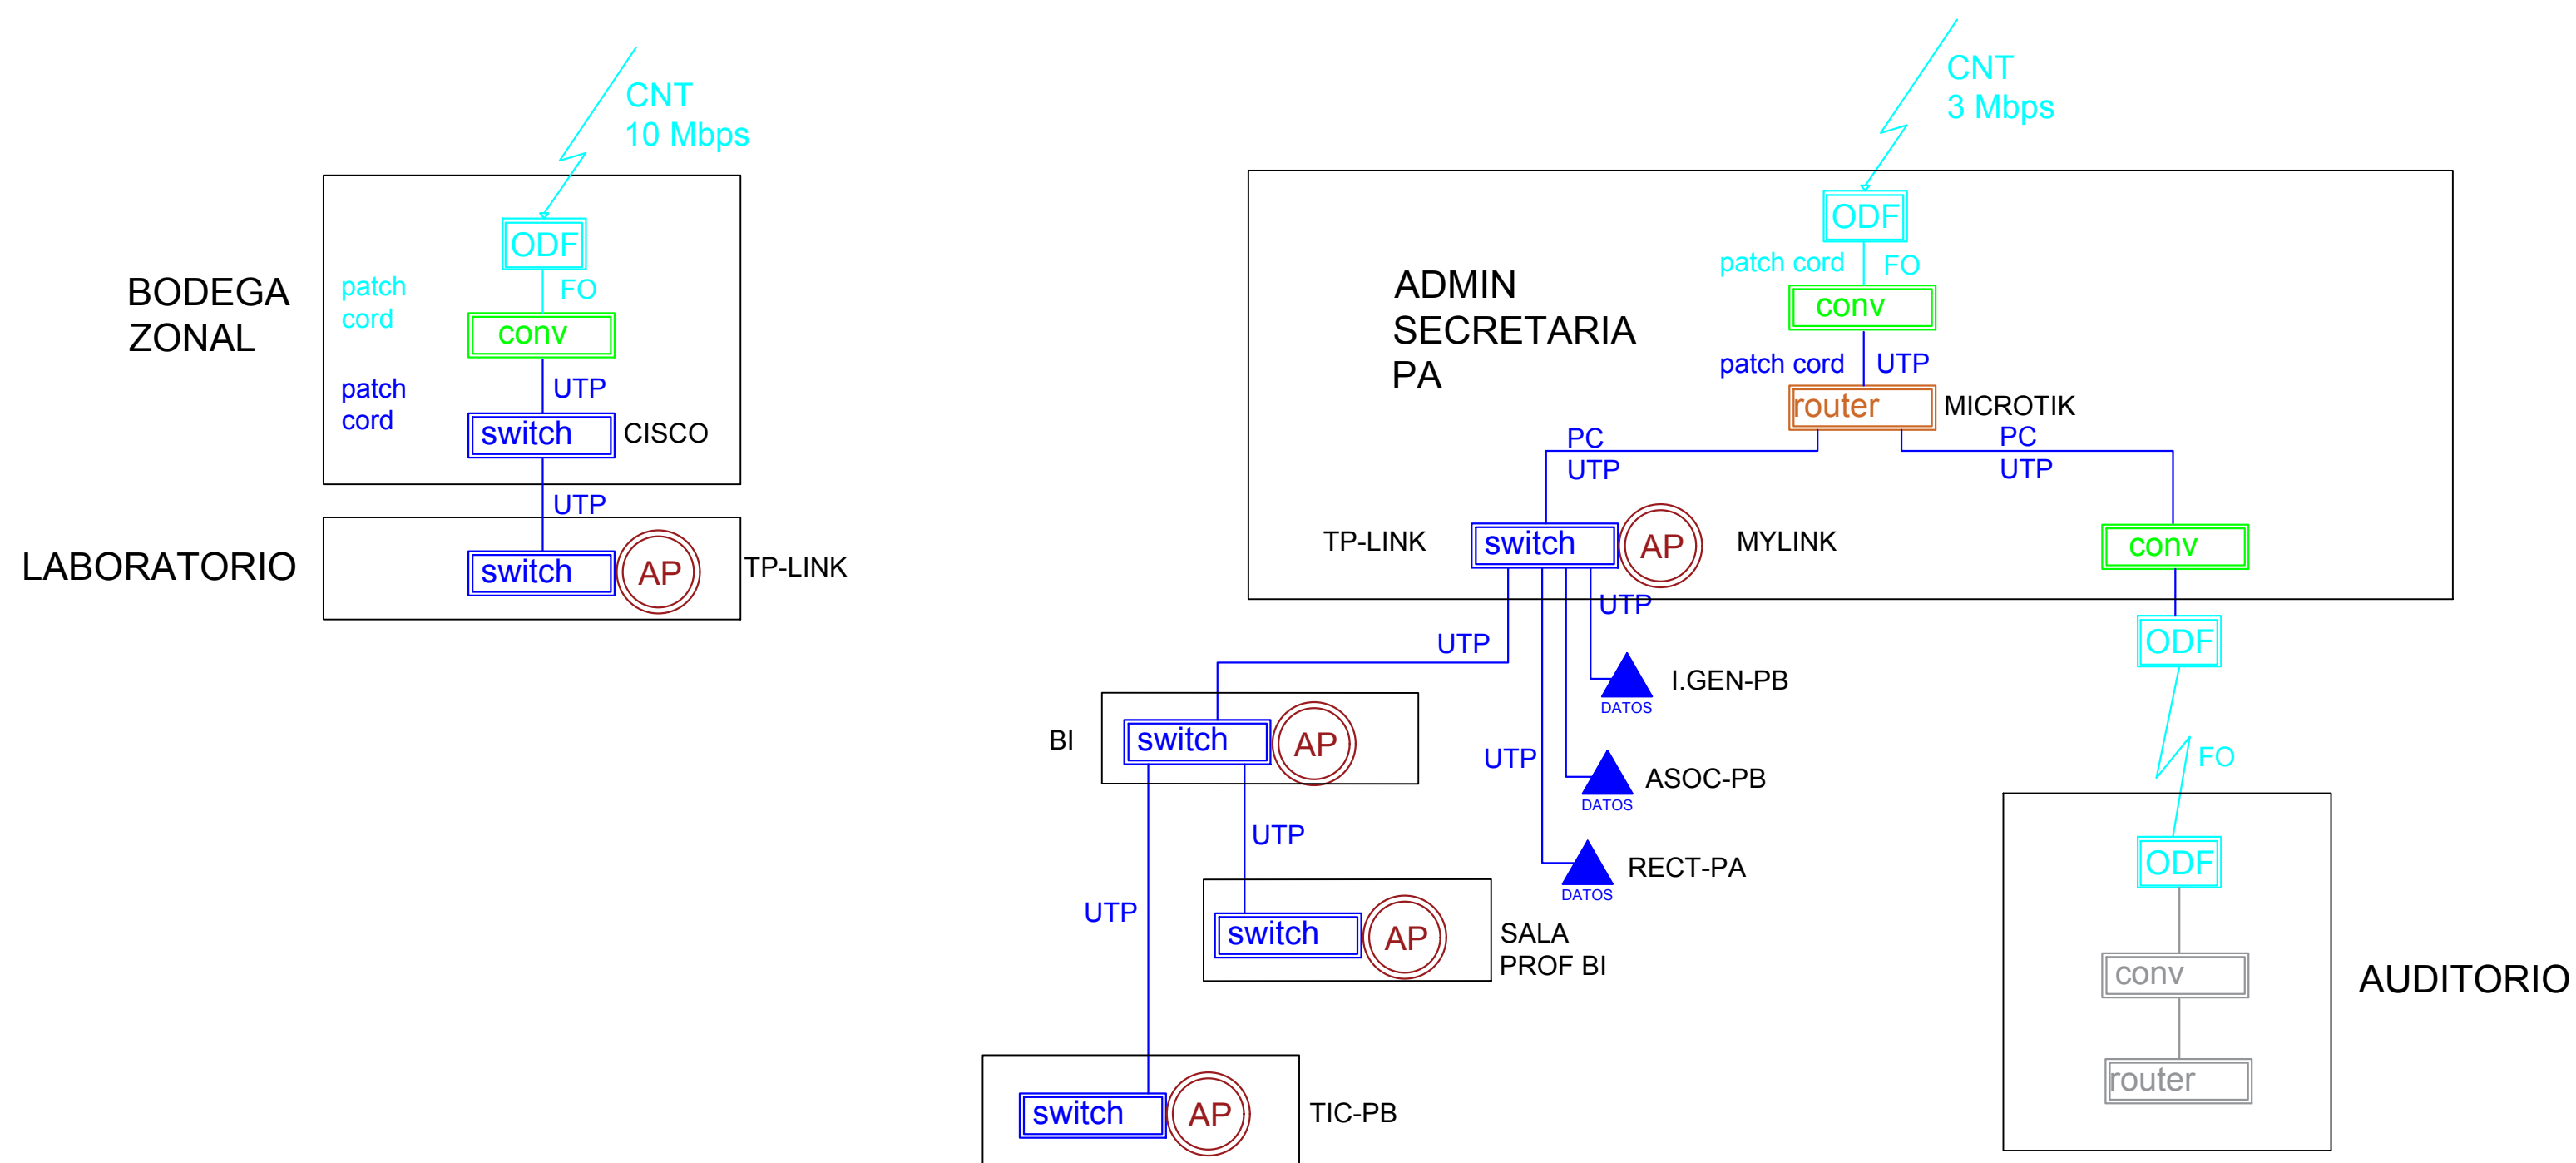 CNT
10 Mbps
BODEGA
ZONAL
ODF
patch
cord
FO
conv
patch
cord
UTP
switch
CISCO
UTP
LABORATORIO
switch
AP
TP-LINK
CNT
3 Mbps
ADMIN
SECRETARIA
PA
ODF
patch cord
FO
conv
patch cord
UTP
router
MICROTIK
PC
UTP
PC
UTP
TP-LINK
switch
AP
MYLINK
conv
UTP
UTP
I.GEN-PB
DATOS
ODF
BI
switch
AP
UTP
ASOC-PB
DATOS
FO
UTP
RECT-PA
DATOS
UTP
switch
AP
SALA
PROF BI
ODF
conv
router
AUDITORIO
switch
AP
TIC-PB